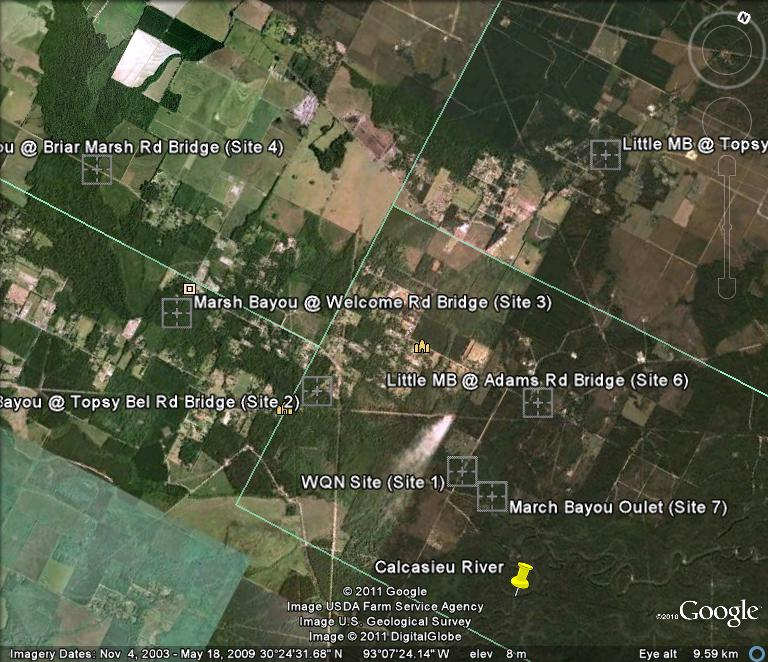 N
ou @ Briar Marsh Rd Bridge (Site 4)
Little MB @ Topsy
Marsh Bayou @ Welcome Rd Bridge (Site 3)
Little MB @ Adams Rd Bridge (Site 6)
Bayou @ Topsy Bel Rd Bridge (Site 2)
WQN Site (Site 1)
March Bayou Oulet (Site 7)
Calcasieu River
© 2011 Google
Image USDA Farm Service Agency
Image U.S. Geological Survey
Image © 2011 DigitalGlobe
©2010 Google
Imagery Dates: Nov 4, 2003 - May 18, 2009 30°24'31.68" N 93°07'24.14" W elev 8 m Eye alt 9.59 km